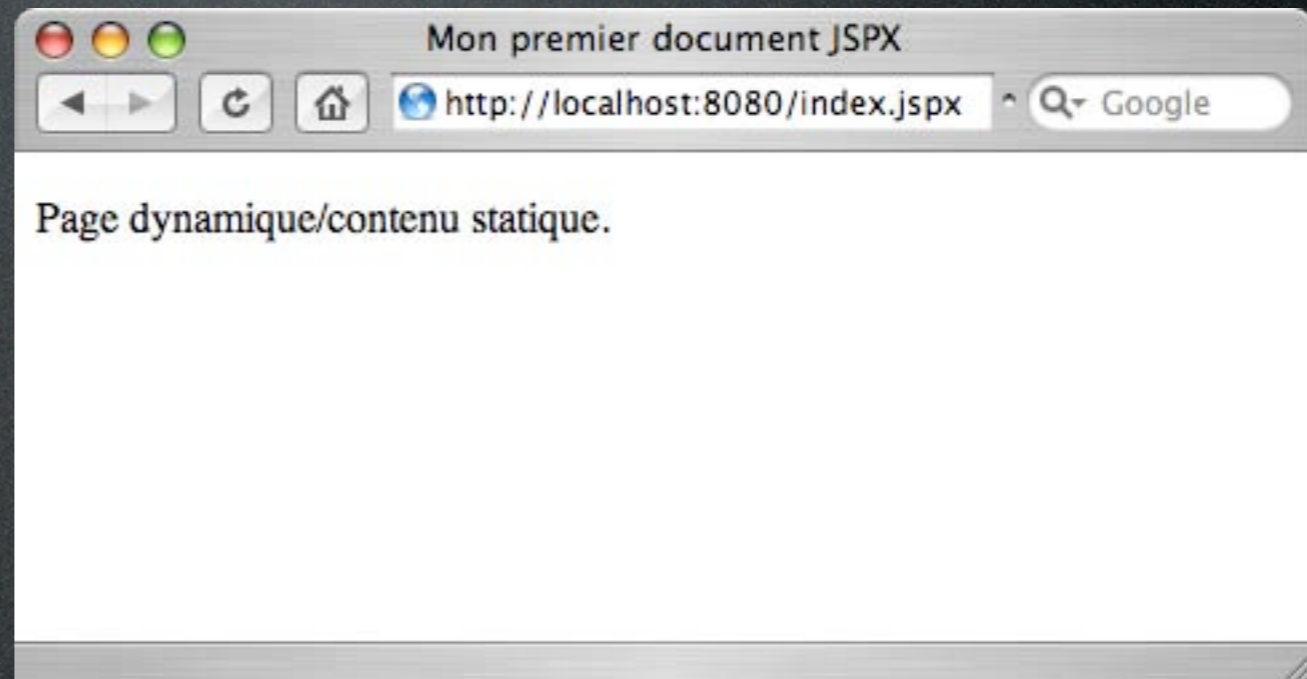 Mon premier document JSPX
http://localhost:8080/index.jspx
Google
Page dynamique/contenu statique.